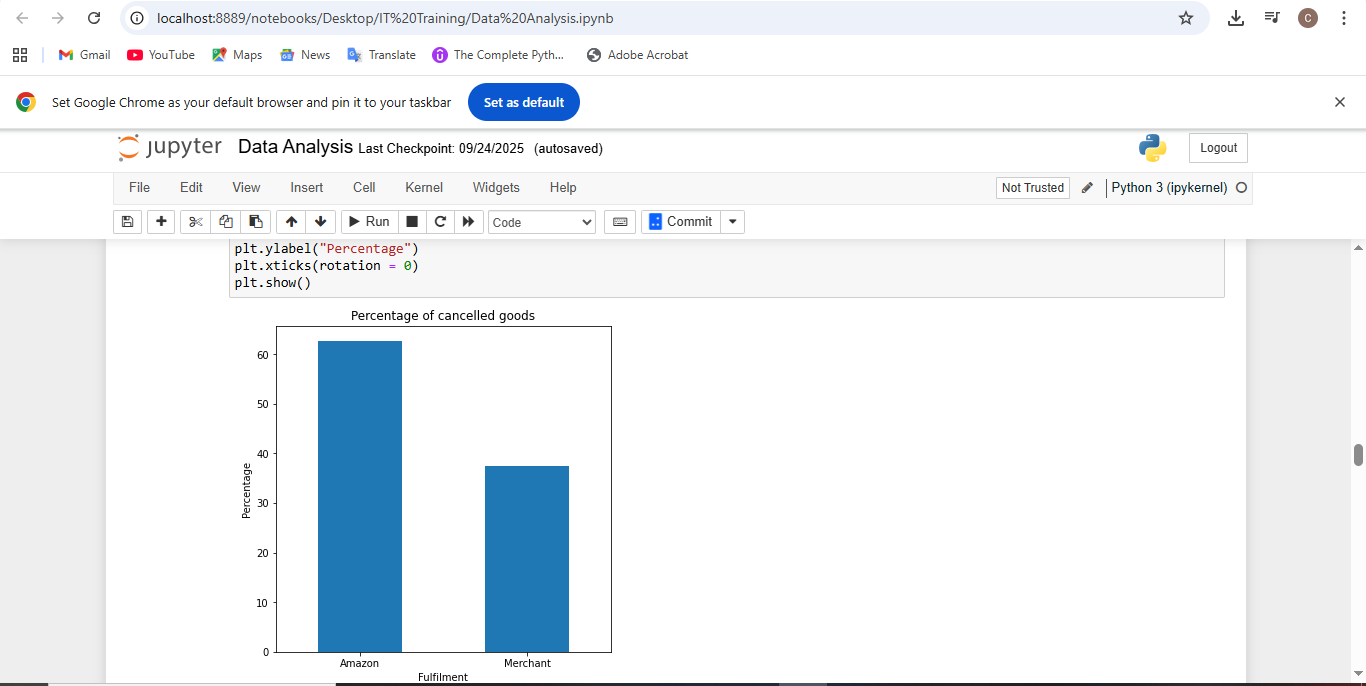 localhost:8889/notebooks/Desktop/IT%20Training/Data%20Analysis.ipynb
C
Gmail YouTube Maps News Translate The Complete Pyth... Adobe Acrobat
Set Google Chrome as your default browser and pin it to your taskbar Set as default
jupyter Data Analysis Last Checkpoint: 09/24/2025 (autosaved) Logout
File Edit View Insert Cell Kernel Widgets Help Not Trusted Python 3 (ipykernel)
Run Code Commit
plt.ylabel("Percentage")
plt.xticks(rotation = 0)
plt.show()
Percentage of cancelled goods
60
50
40
Percentage
30
20
10
0
Amazon Merchant
Fulfilment